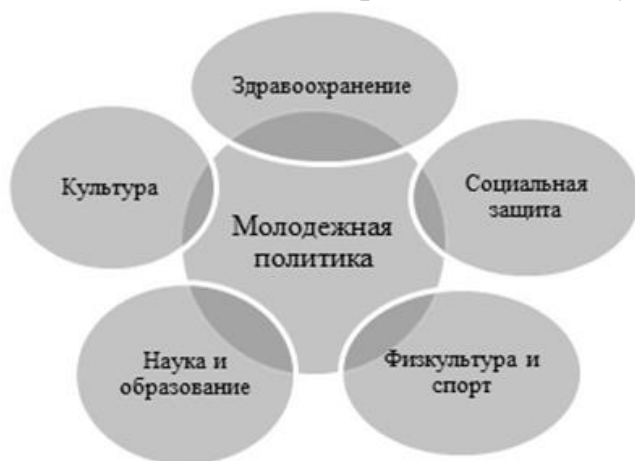 Здравоохранение
Культура
Социальная
защита
Молодежная
политика
Наука и
образование
Физкультура и
спорт